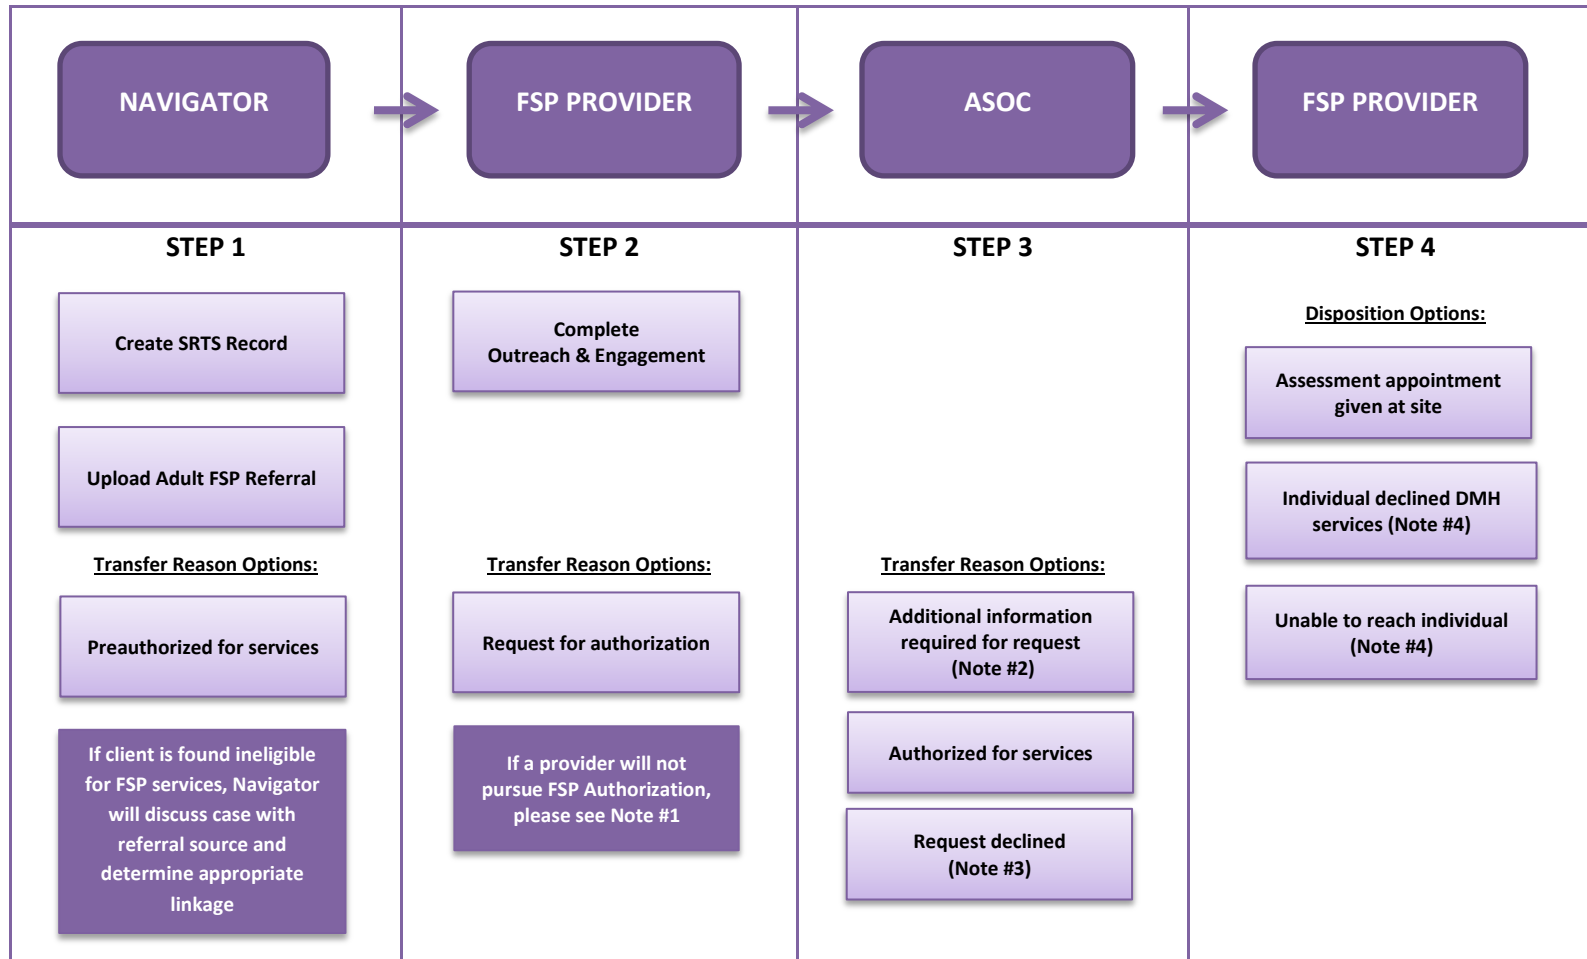 NAVIGATOR
FSP PROVIDER
ASOC
FSP PROVIDER
STEP 1
Create SRTS Record
Upload Adult FSP Referral
Transfer Reason Options:
Preauthorized for services
If client is found ineligible
for FSP services, Navigator
will discuss case with
referral source and
determine appropriate
linkage
STEP 2
Complete
Outreach & Engagement
Transfer Reason Options:
Request for authorization
If a provider will not
pursue FSP Authorization,
please see Note #1
STEP 3
Transfer Reason Options:
Additional information
required for request
(Note #2)
Authorized for services
Request declined
(Note #3)
STEP 4
Disposition Options:
Assessment appointment
given at site
Individual declined DMH
services (Note #4)
Unable to reach individual
(Note #4)